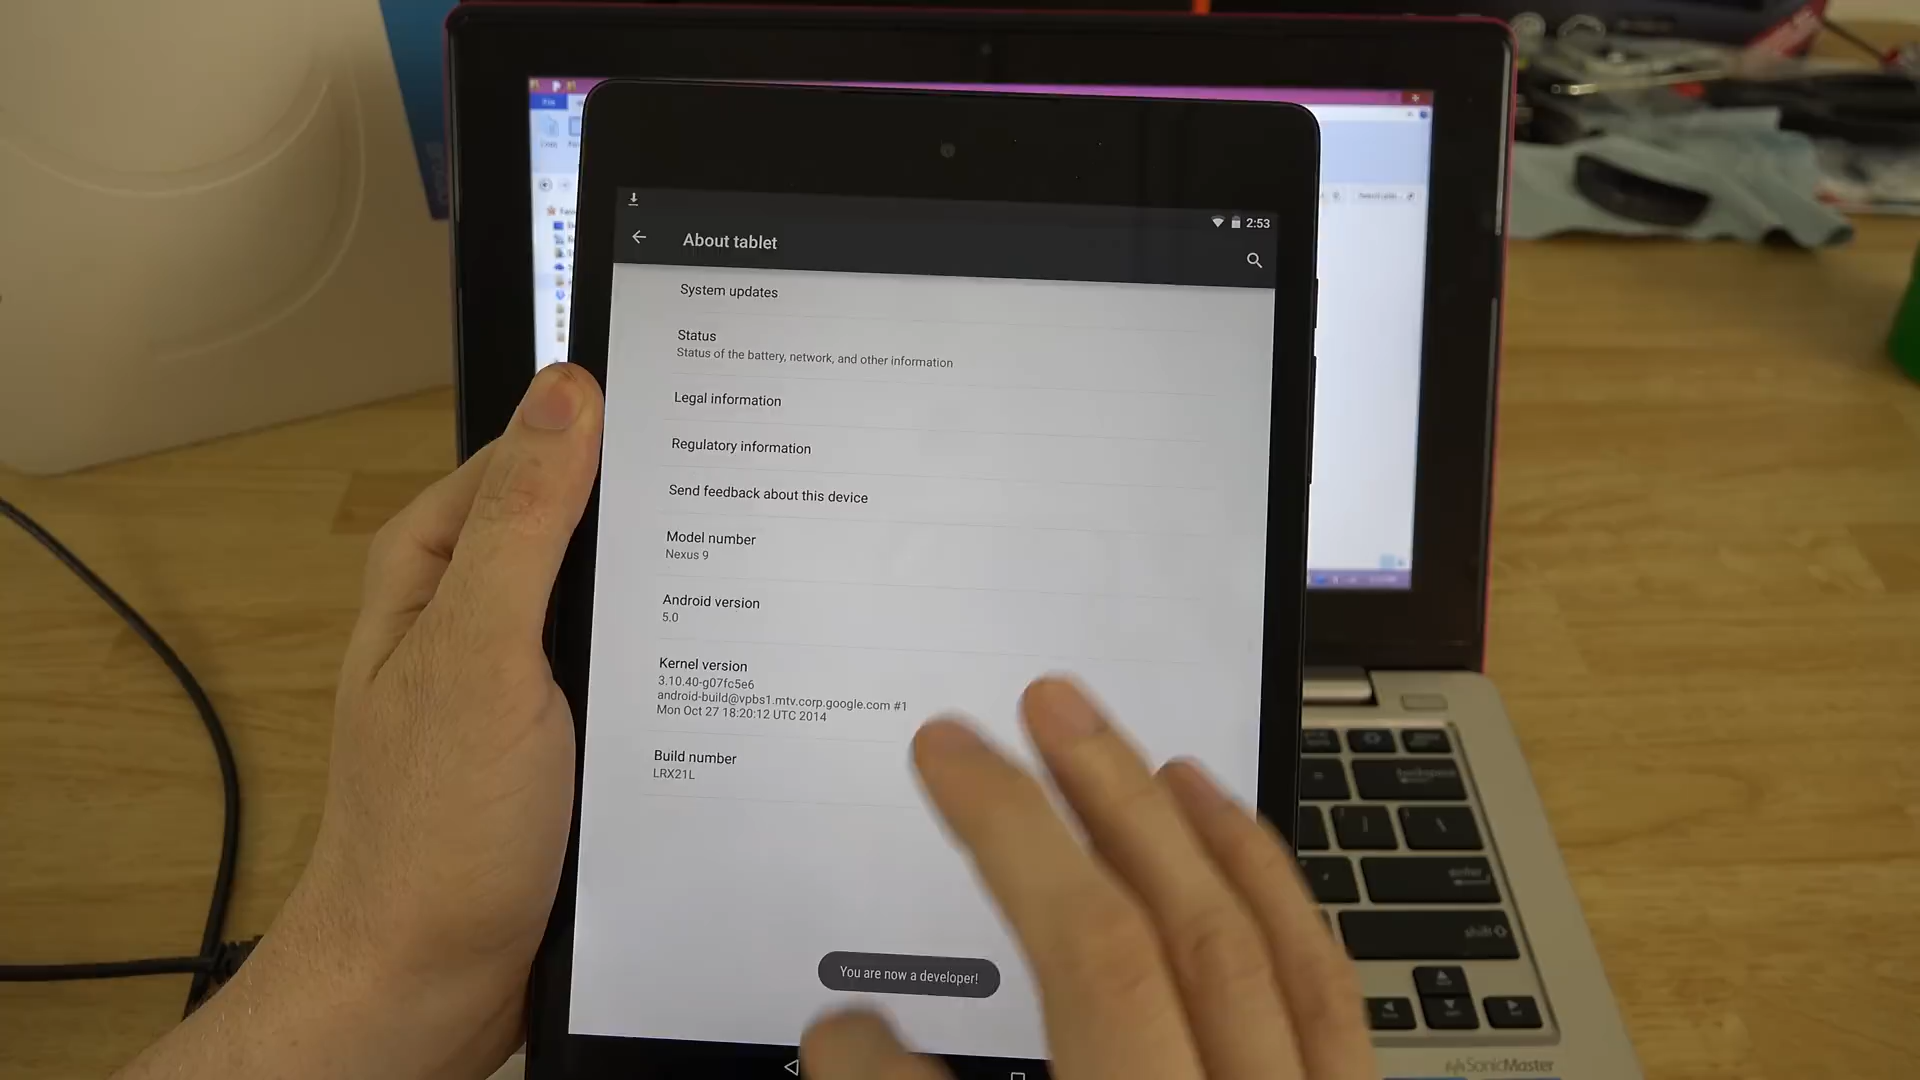 2:53
About tablet
System updates
Status
Status of the battery, network, and other information
Legal information
Regulatory information
Send feedback about this device
Model number
Nexus 9
Android version
5.0
Kernel version
3.10.40-g07fc5e6
android-build@vpbs1.mtv.corp.google.com #1
Mon Oct 27 18:20:12 UTC 2014
Build number
LRX21L
You are now a developer!
backspace
enter
shift
SonicMaster